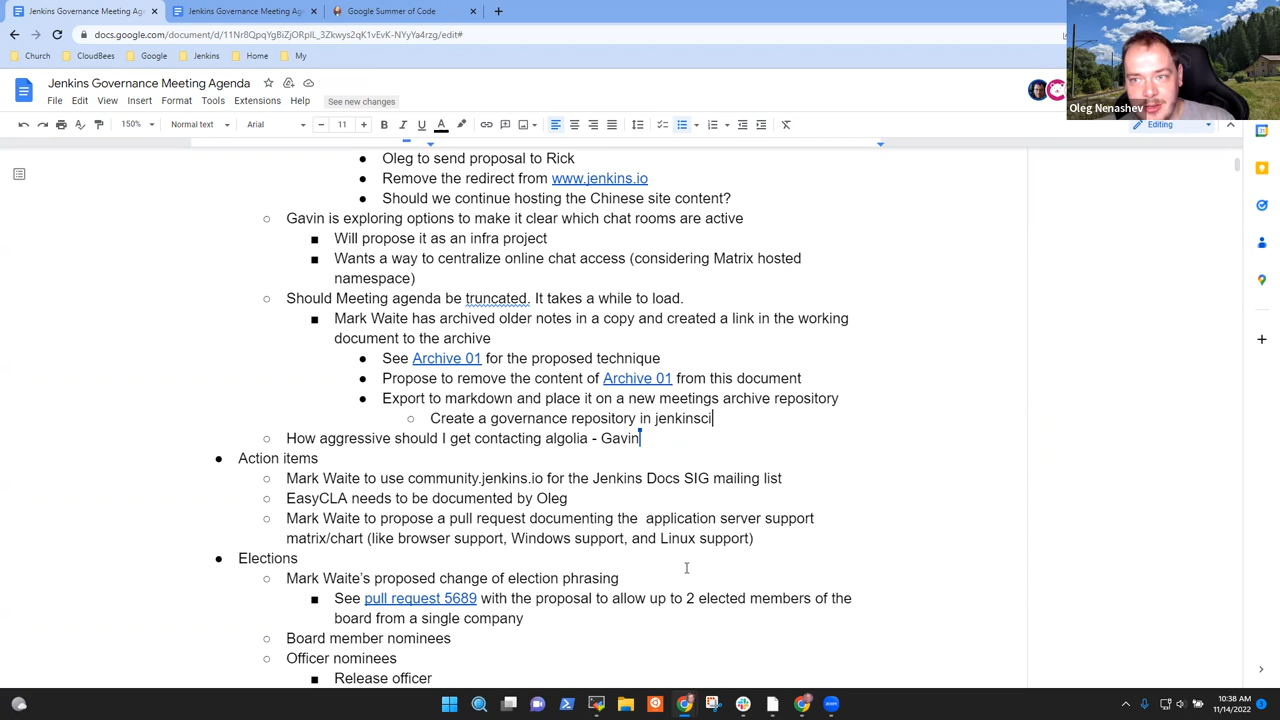 Jenkins Governance Meeting Age
Jenkins Governance Meeting Age
Google Summer of Code
docs.google.com/document/d/11Nr8QpqYgBiZjORpIL_3Zkwys2qK1vEvK-NYyYa4rzg/edit#
Church
CloudBees
Google
Jenkins
Hosting
My
Jenkins Governance Meeting Agenda
File Edit View Insert Format Tools Extensions Help See new changes
150% Normal text Arial 11 Editing
Oleg Nenashev
Oleg to send proposal to Rick
Remove the redirect from www.jenkins.io
Should we continue hosting the Chinese site content?
Gavin is exploring options to make it clear which chat rooms are active
Will propose it as an infra project
Wants a way to centralize online chat access (considering Matrix hosted
namespace)
Should Meeting agenda be truncated. It takes a while to load.
Mark Waite has archived older notes in a copy and created a link in the working
document to the archive
See Archive 01 for the proposed technique
Propose to remove the content of Archive 01 from this document
Export to markdown and place it on a new meetings archive repository
Create a governance repository in jenkinsci
How aggressive should I get contacting algolia - Gavin
Action items
Mark Waite to use community.jenkins.io for the Jenkins Docs SIG mailing list
EasyCLA needs to be documented by Oleg
Mark Waite to propose a pull request documenting the application server support
matrix/chart (like browser support, Windows support, and Linux support)
Elections
Mark Waite's proposed change of election phrasing
See pull request 5689 with the proposal to allow up to 2 elected members of the
board from a single company
Board member nominees
Officer nominees
Release officer
10:38 AM
11/14/2022